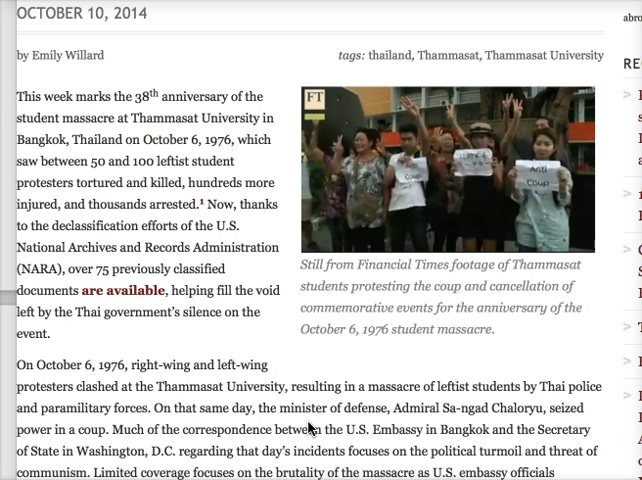 OCTOBER 10, 2014
by Emily Willard
tags: thailand, Thammasat, Thammasat University
abro
RE
This week marks the 38th anniversary of the
student massacre at Thammasat University in
Bangkok, Thailand on October 6, 1976, which
saw between 50 and 100 leftist student
protesters tortured and killed, hundreds more
injured, and thousands arrested.1 Now, thanks
to the declassification efforts of the U.S.
National Archives and Records Administration
(NARA), over 75 previously classified
documents are available, helping fill the void
left by the Thai government's silence on the
event.
FT
COUP
Anti
Coup
Still from Financial Times footage of Thammasat
students protesting the coup and cancellation of
commemorative events for the anniversary of the
October 6, 1976 student massacre.
On October 6, 1976, right-wing and left-wing
protesters clashed at the Thammasat University, resulting in a massacre of leftist students by Thai police
and paramilitary forces. On that same day, the minister of defense, Admiral Sa-ngad Chaloryu, seized
power in a coup. Much of the correspondence between the U.S. Embassy in Bangkok and the Secretary
of State in Washington, D.C. regarding that day's incidents focuses on the political turmoil and threat of
communism. Limited coverage focuses on the brutality of the massacre as U.S. embassy officials